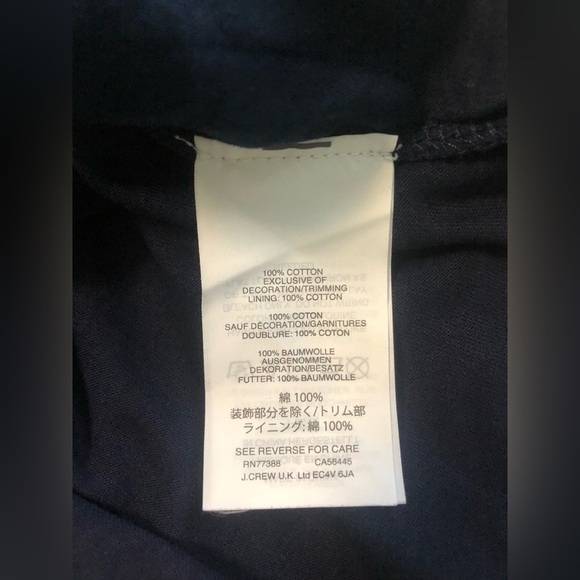 100% COTTON
EXCLUSIVE OF
DECORATION/TRIMMING
LINING: 100% COTTON
100% COTON
SAUF DÉCORATION/GARNITURES
DOUBLURE: 100% COTON
100% BAUMWOLLE
AUSGENOMMEN
DEKORATION/BESATZ
FUTTER: 100% BAUMWOLLE
綿 100%
装飾部分を除く/トリム部
ライニング: 綿 100%
SEE REVERSE FOR CARE
RN77388 CA56445
J.CREW U.K. Ltd EC4V 6JA